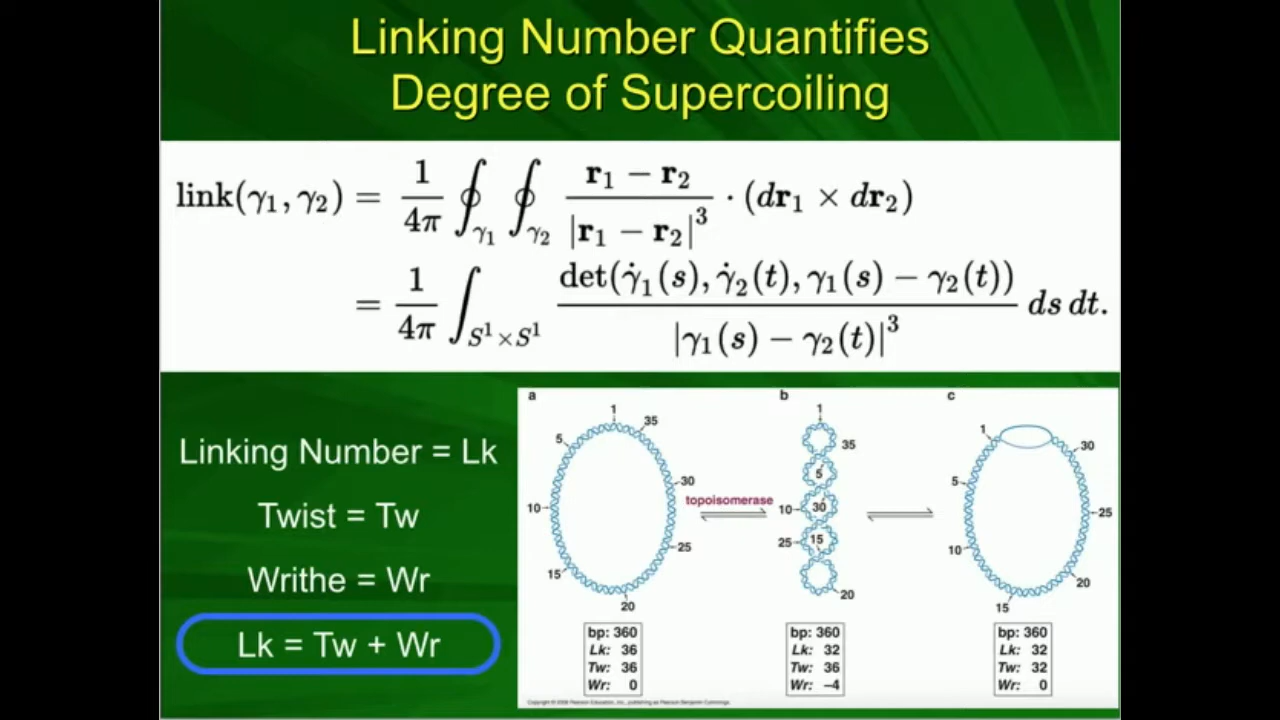 Linking Number Quantifies
Degree of Supercoiling
link(γ₁, γ₂) = 1/4π ∮γ₁ ∮γ₂ (r₁ − r₂)/|r₁ − r₂|³ · (dr₁ × dr₂)
= 1/4π ∫S¹×S¹ det(γ̇₁(s), γ̇₂(t), γ₁(s) − γ₂(t))/|γ₁(s) − γ₂(t)|³ ds dt.
Linking Number = Lk
Twist = Tw
Writhe = Wr
Lk = Tw + Wr
a
1
35
5
30
10
25
15
20
bp: 360
Lk: 36
Tw: 36
Wr: 0
topoisomerase
b
1
35
5
10
30
25
15
20
bp: 360
Lk: 32
Tw: 36
Wr: –4
c
1
30
5
25
10
20
15
bp: 360
Lk: 32
Tw: 32
Wr: 0
Copyright © 2008 Pearson Education, Inc., publishing as Pearson Benjamin Cummings.